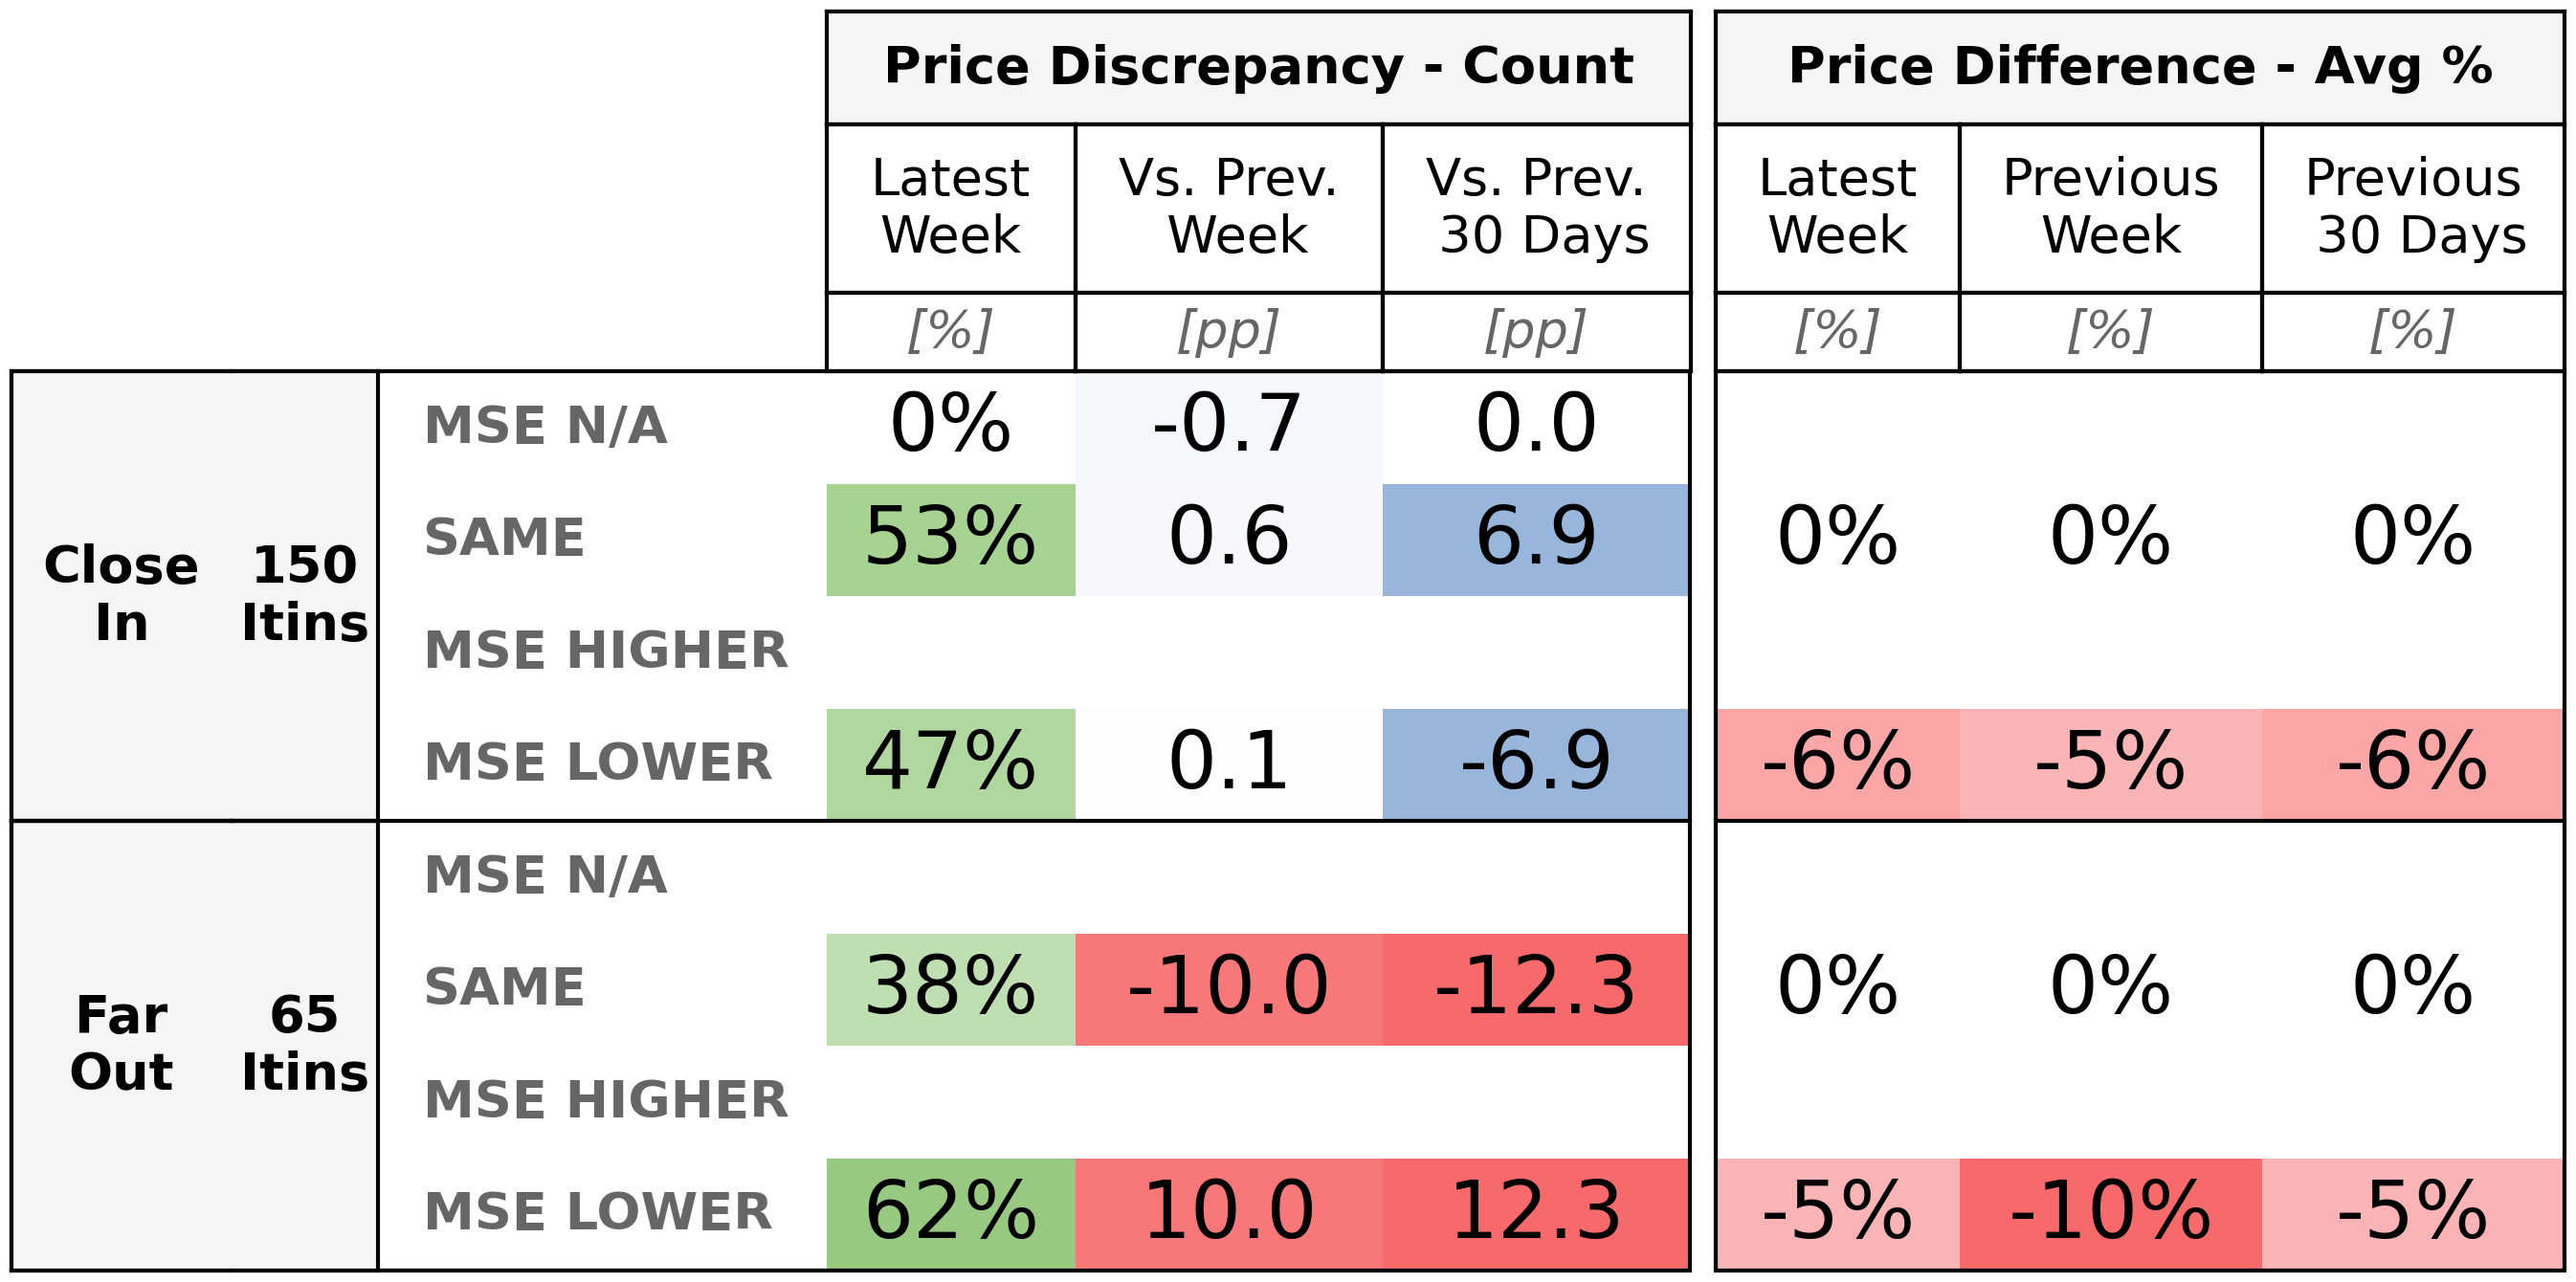 Price Discrepancy - Count Price Difference - Avg %
Latest Week Vs. Prev. Week Vs. Prev. 30 Days Latest Week Previous Week Previous 30 Days
[%] [pp] [pp] [%] [%] [%]
Close In 150 Itins
MSE N/A 0% -0.7 0.0
SAME 53% 0.6 6.9 0% 0% 0%
MSE HIGHER
MSE LOWER 47% 0.1 -6.9 -6% -5% -6%
Far Out 65 Itins
MSE N/A
SAME 38% -10.0 -12.3 0% 0% 0%
MSE HIGHER
MSE LOWER 62% 10.0 12.3 -5% -10% -5%